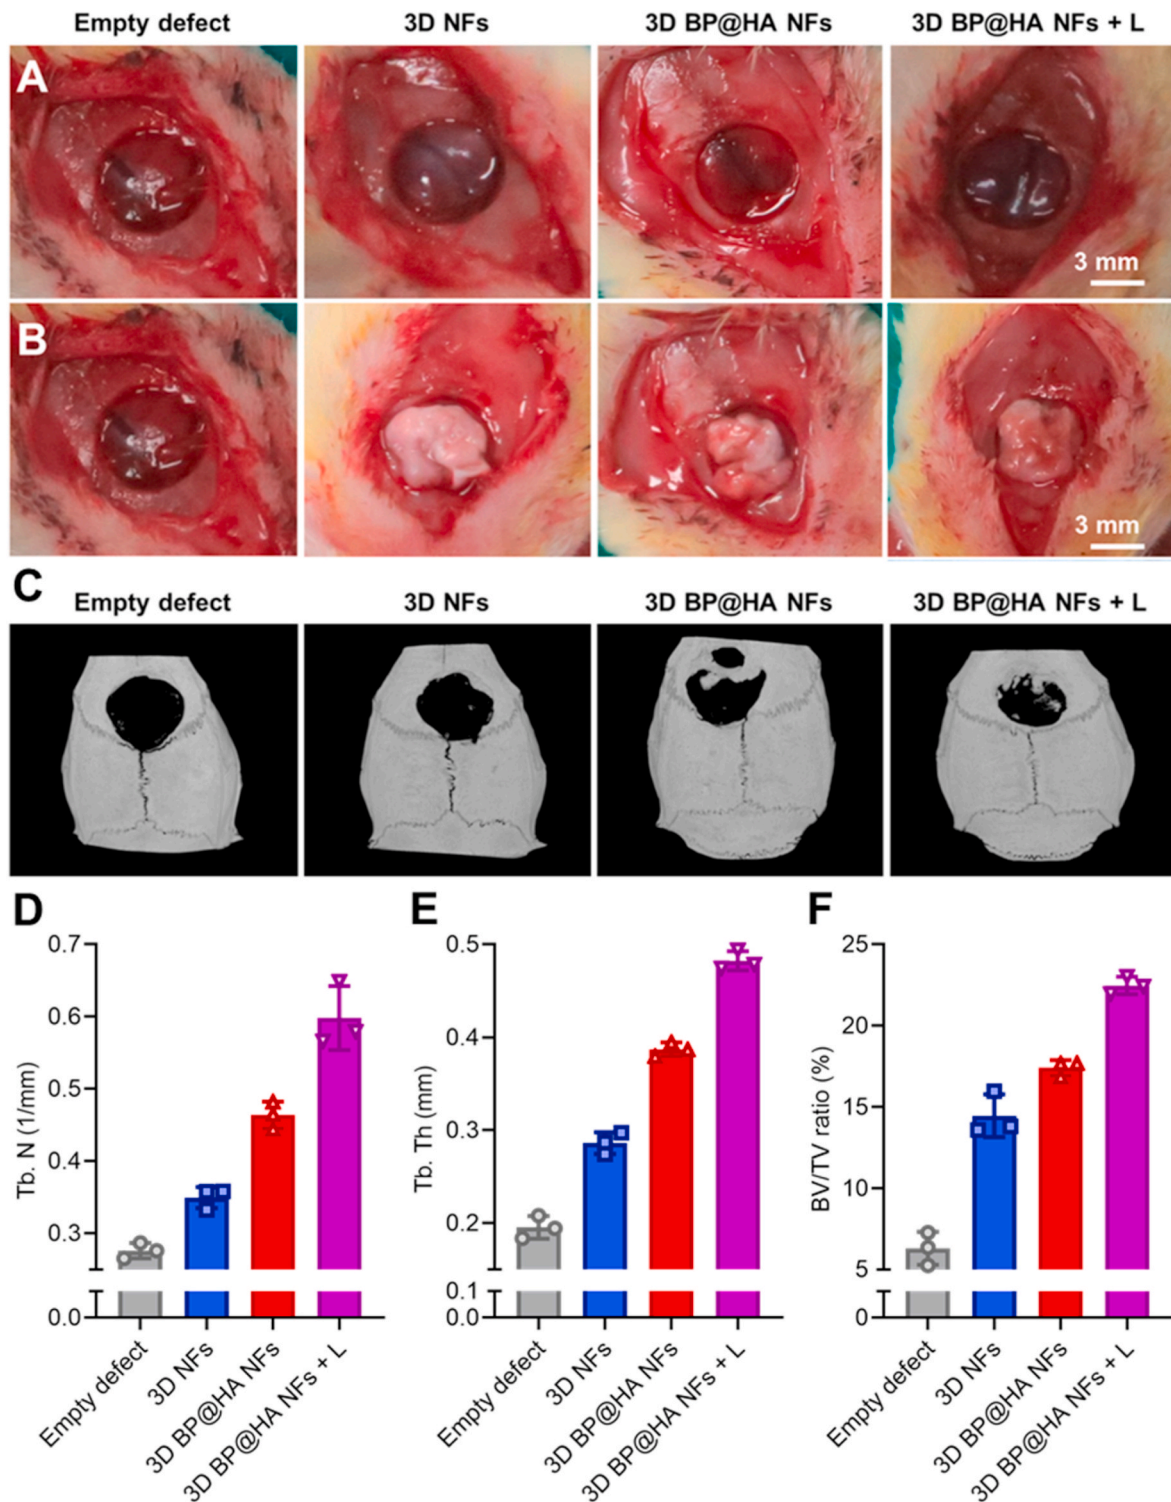 Empty defect 3D NFs 3D BP@HA NFs 3D BP@HA NFs + L
A
3 mm
B
3 mm
C
Empty defect 3D NFs 3D BP@HA NFs 3D BP@HA NFs + L
D
Tb. N (1/mm)
0.7
0.6
0.5
0.4
0.3
0.0
Empty defect
3D NFs
3D BP@HA NFs
3D BP@HA NFs + L
E
Tb. Th (mm)
0.5
0.4
0.3
0.2
0.1
0.0
Empty defect
3D NFs
3D BP@HA NFs
3D BP@HA NFs + L
F
BV/TV ratio (%)
25
20
15
10
5
0
Empty defect
3D NFs
3D BP@HA NFs
3D BP@HA NFs + L